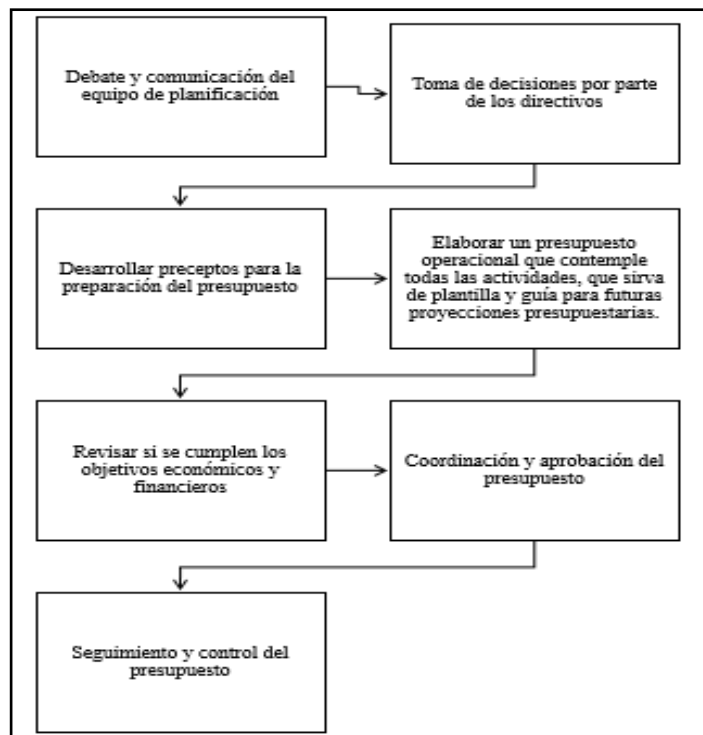 Debate y comunicación del
equipo de planificación
Toma de decisiones por parte
de los directivos
Desarrollar preceptos para la
preparación del presupuesto
Elaborar un presupuesto
operacional que contemple
todas las actividades, que sirva
de plantilla y guía para futuras
proyecciones presupuestarias.
Revisar si se cumplen los
objetivos económicos y
financieros
Coordinación y aprobación del
presupuesto
Seguimiento y control del
presupuesto